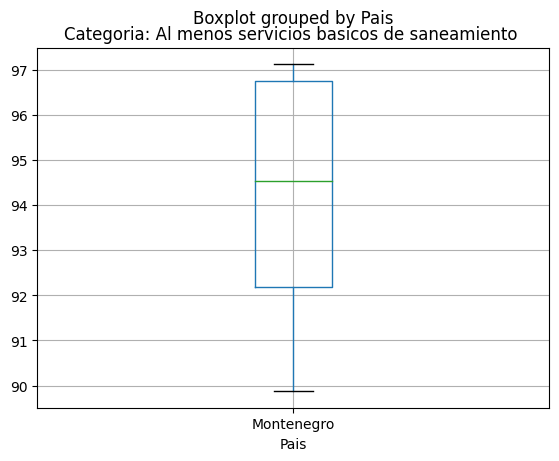 Boxplot grouped by Pais
Categoria: Al menos servicios basicos de saneamiento
97
96
95
94
93
92
91
90
Montenegro
Pais